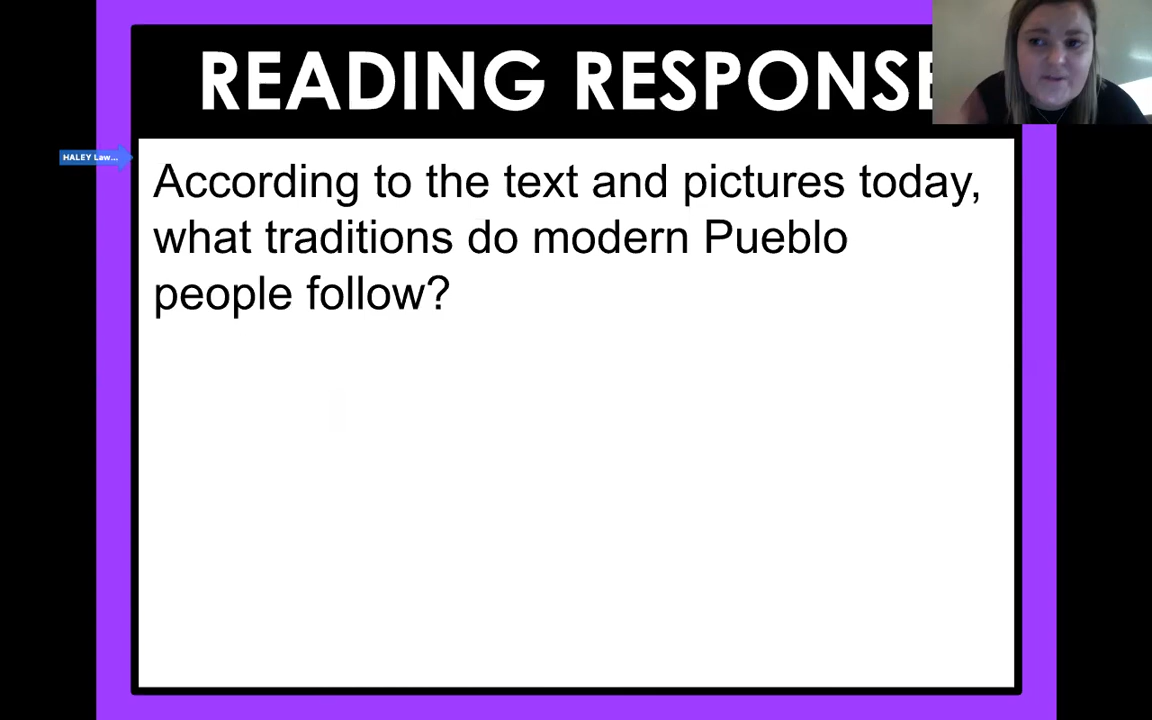 READING RESPONSE
HALEY Law...
According to the text and pictures today,
what traditions do modern Pueblo
people follow?